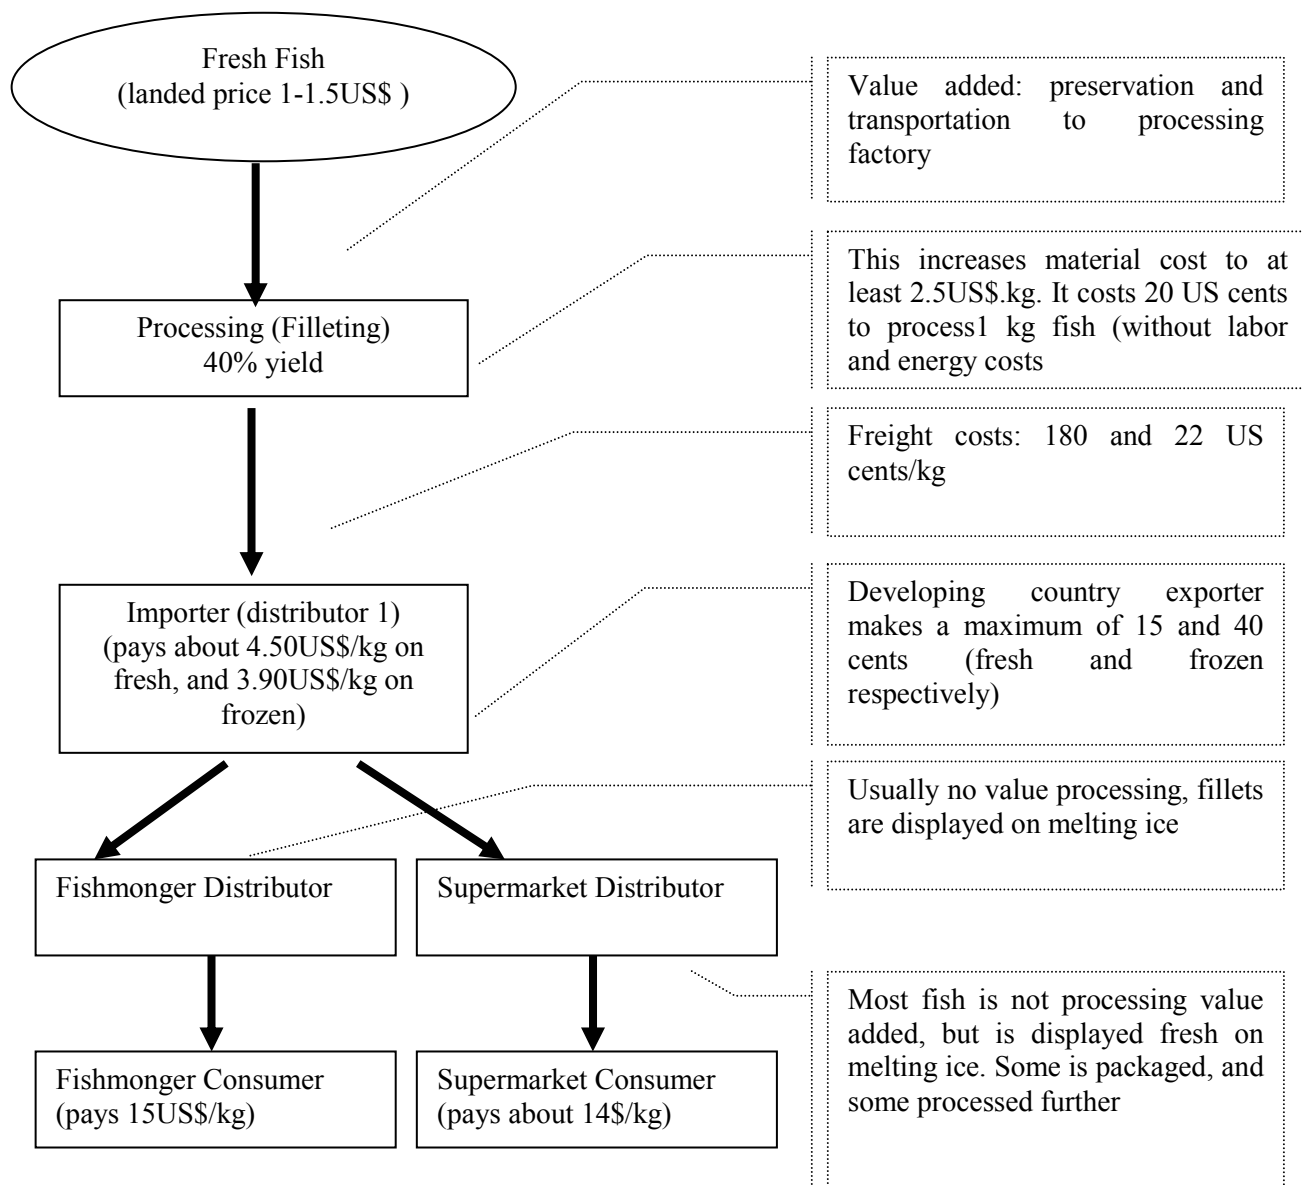 Fresh Fish
(landed price 1-1.5US$ )
Value added: preservation and
transportation to processing
factory
Processing (Filleting)
40% yield
This increases material cost to at
least 2.5US$.kg. It costs 20 US cents
to process1 kg fish (without labor
and energy costs
Freight costs: 180 and 22 US
cents/kg
Importer (distributor 1)
(pays about 4.50US$/kg on
fresh, and 3.90US$/kg on
frozen)
Developing country exporter
makes a maximum of 15 and 40
cents (fresh and frozen
respectively)
Usually no value processing, fillets
are displayed on melting ice
Fishmonger Distributor
Supermarket Distributor
Most fish is not processing value
added, but is displayed fresh on
melting ice. Some is packaged, and
some processed further
Fishmonger Consumer
(pays 15US$/kg)
Supermarket Consumer
(pays about 14$/kg)